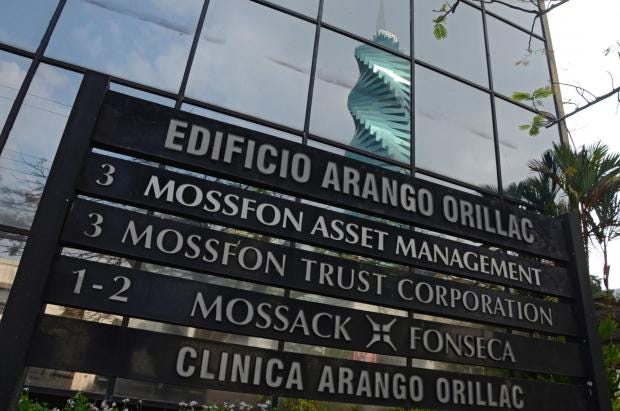 EDIFICIO ARANGO ORILLAC
3 MOSSFON ASSET MANAGEMENT
3 MOSSFON TRUST CORPORATION
1-2 MOSSACK FONSECA
CLINICA ARANGO ORILLAC